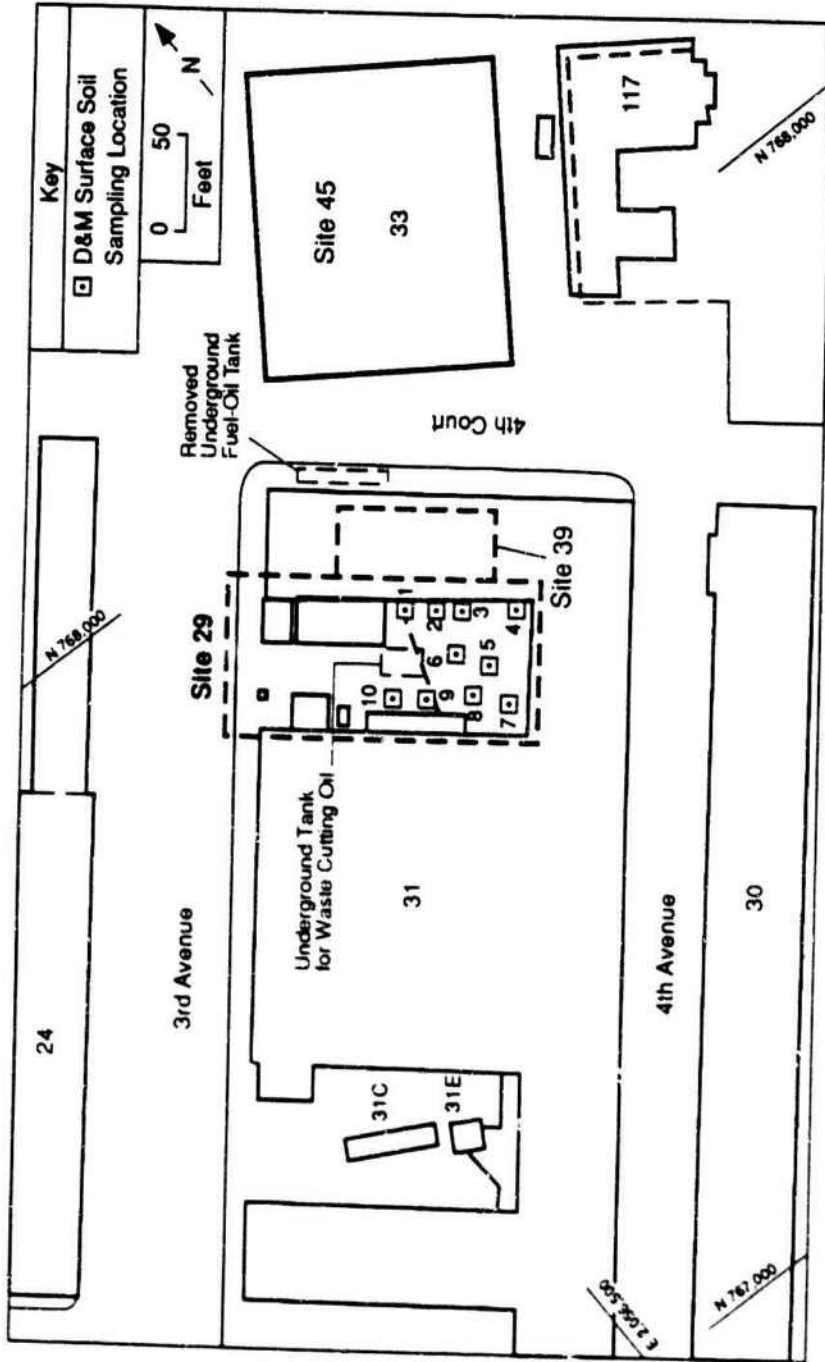 Key
D&M Surface Soil
Sampling Location
0 50
Feet
N
24
N 768,000
3rd Avenue
Removed
Underground
Fuel-Oil Tank
Site 45
33
117
N 768,000
4th Court
Site 29
Site 39
1
2
3
4
5
6
7
8
9
10
Underground Tank
for Waste Cutting Oil
31
31C
31E
4th Avenue
30
E 2,056,500
N 767,000